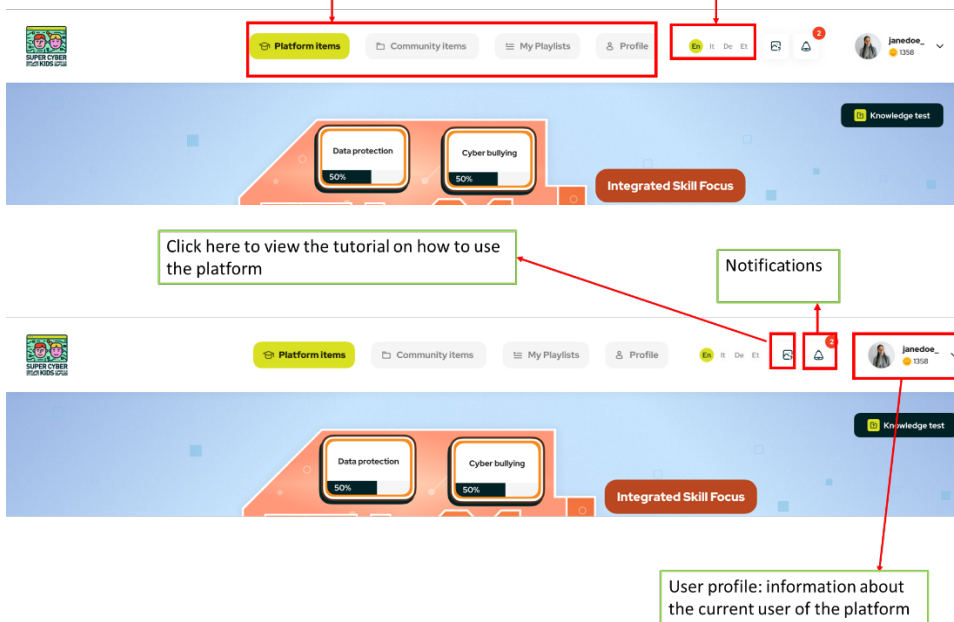 Platform items
Community items
My Playlists
Profile
En It De Et
2
janedoe_
1358
SUPER CYBER
KIDS
Knowledge test
Data protection
50%
Cyber bullying
50%
Integrated Skill Focus
Click here to view the tutorial on how to use
the platform
Notifications
Platform items
Community items
My Playlists
Profile
En It De Et
2
janedoe_
1358
SUPER CYBER
KIDS
Knowledge test
Data protection
50%
Cyber bullying
50%
Integrated Skill Focus
User profile: information about
the current user of the platform